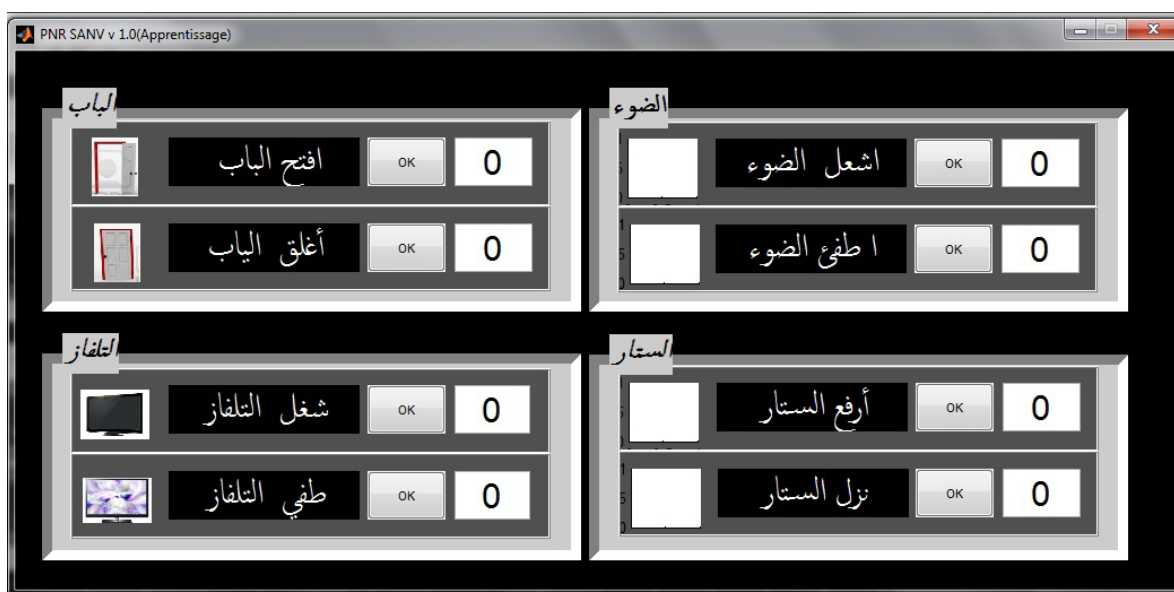 PNR SANV v 1.0(Apprentissage)
الباب
افتح الباب OK 0
أغلق الياب OK 0
الضوء
اشعل الضوء OK 0
ا طفئ الضوء OK 0
التلفاز
شغل التلفاز OK 0
طفي التلفاز OK 0
الستار
أرفع الستار OK 0
نزل الستار OK 0